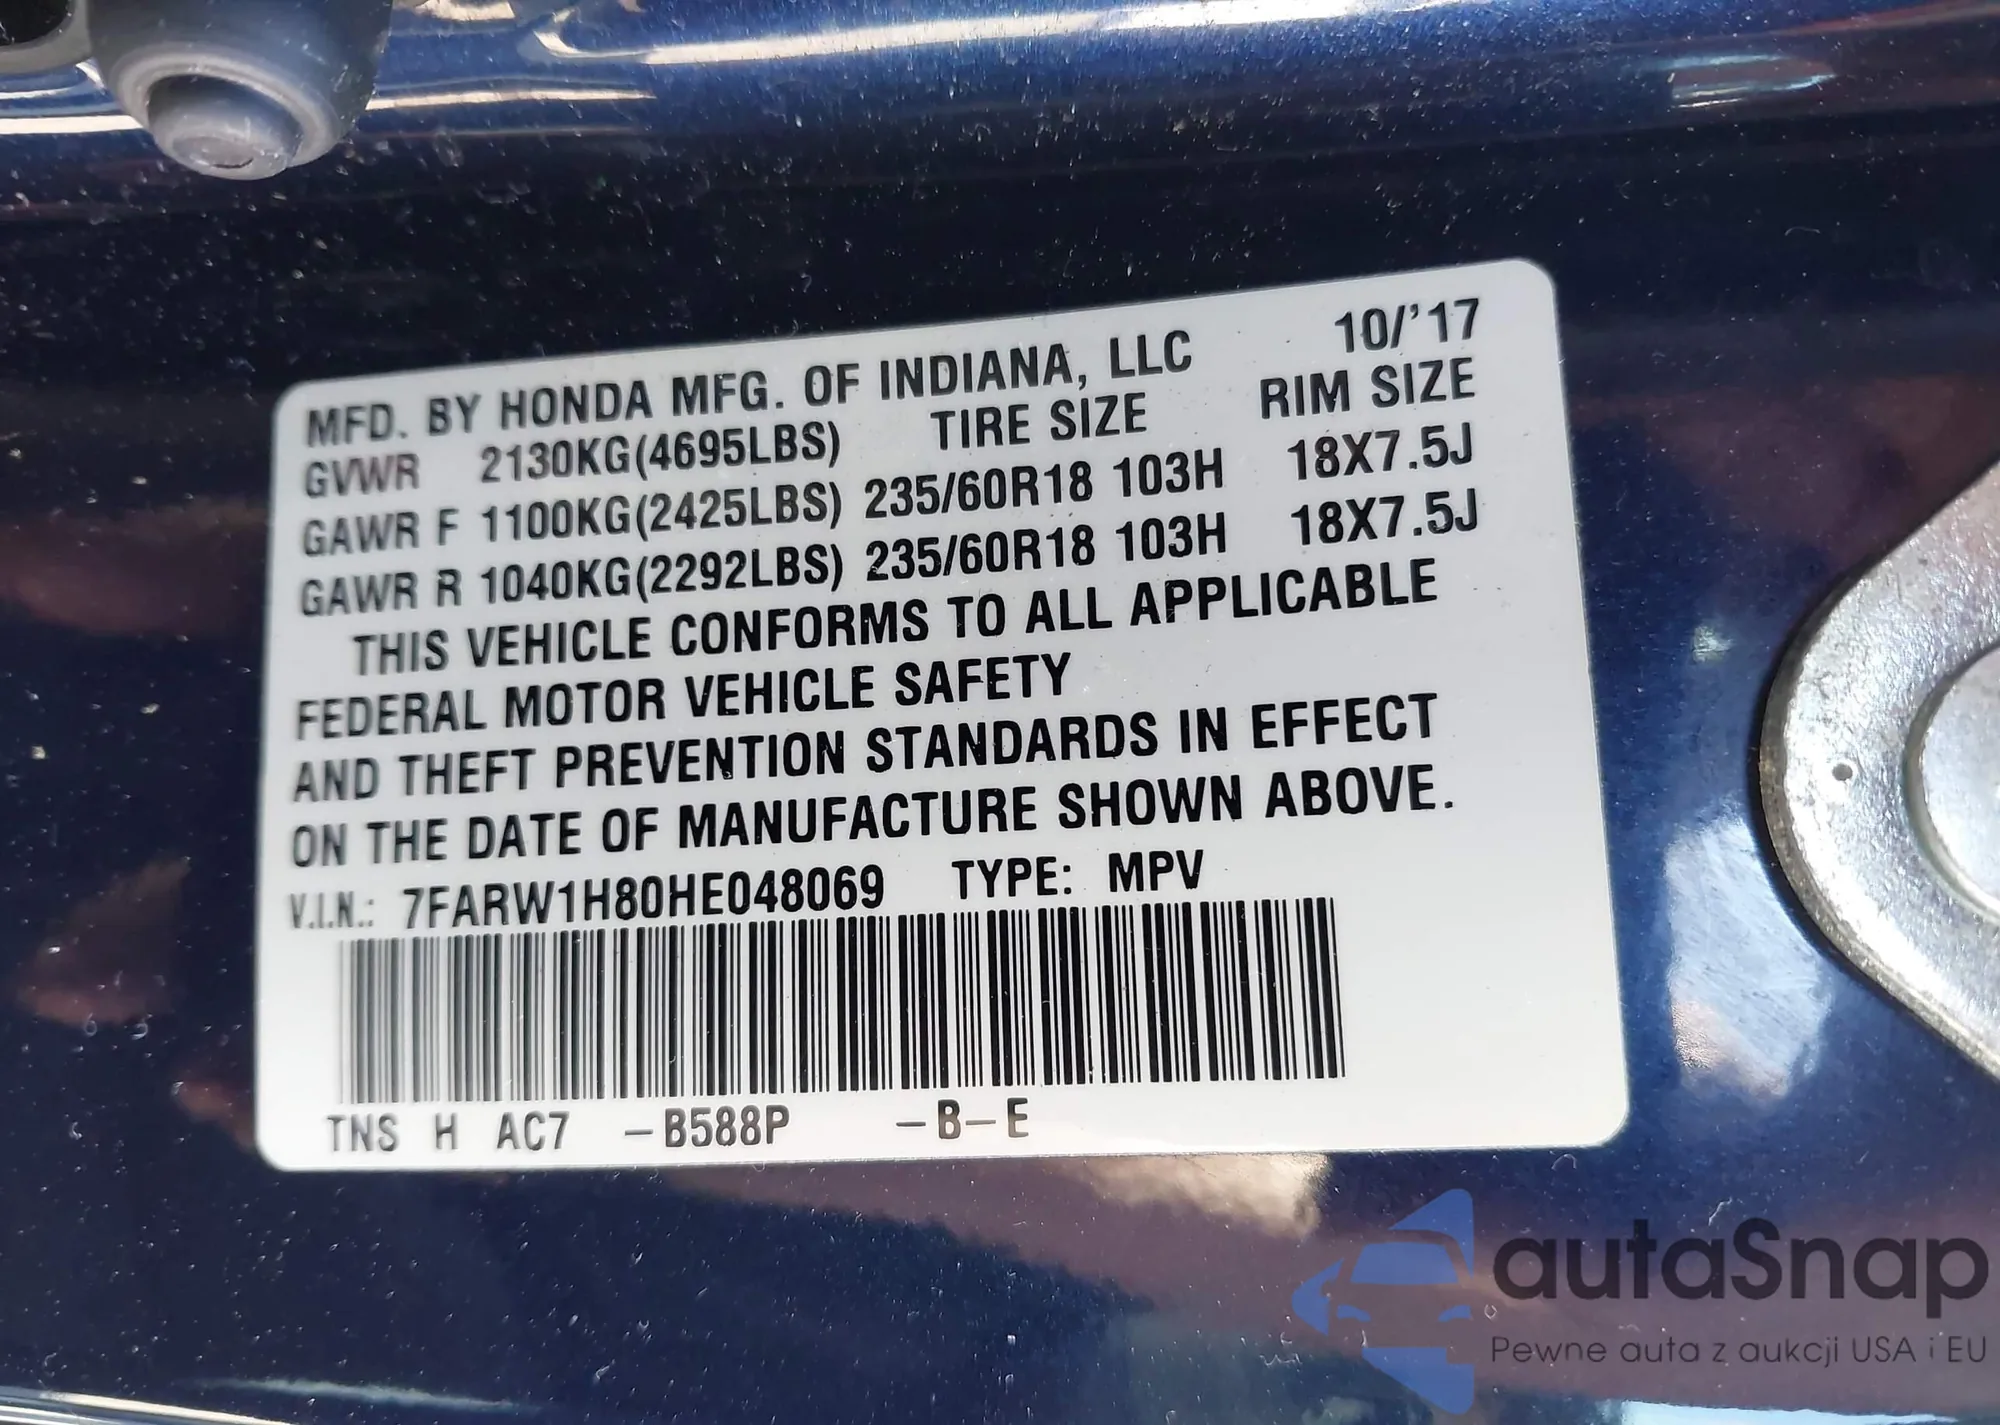 MFD. BY HONDA MFG. OF INDIANA, LLC 10/'17
GVWR 2130KG(4695LBS) TIRE SIZE RIM SIZE
GAWR F 1100KG(2425LBS) 235/60R18 103H 18X7.5J
GAWR R 1040KG(2292LBS) 235/60R18 103H 18X7.5J
THIS VEHICLE CONFORMS TO ALL APPLICABLE
FEDERAL MOTOR VEHICLE SAFETY
AND THEFT PREVENTION STANDARDS IN EFFECT
ON THE DATE OF MANUFACTURE SHOWN ABOVE.
V.I.N.: 7FARW1H80HE048069 TYPE: MPV
TNS H AC7 -B588P -B-E
autaSnap
Pewne auta z aukcji USA i EU